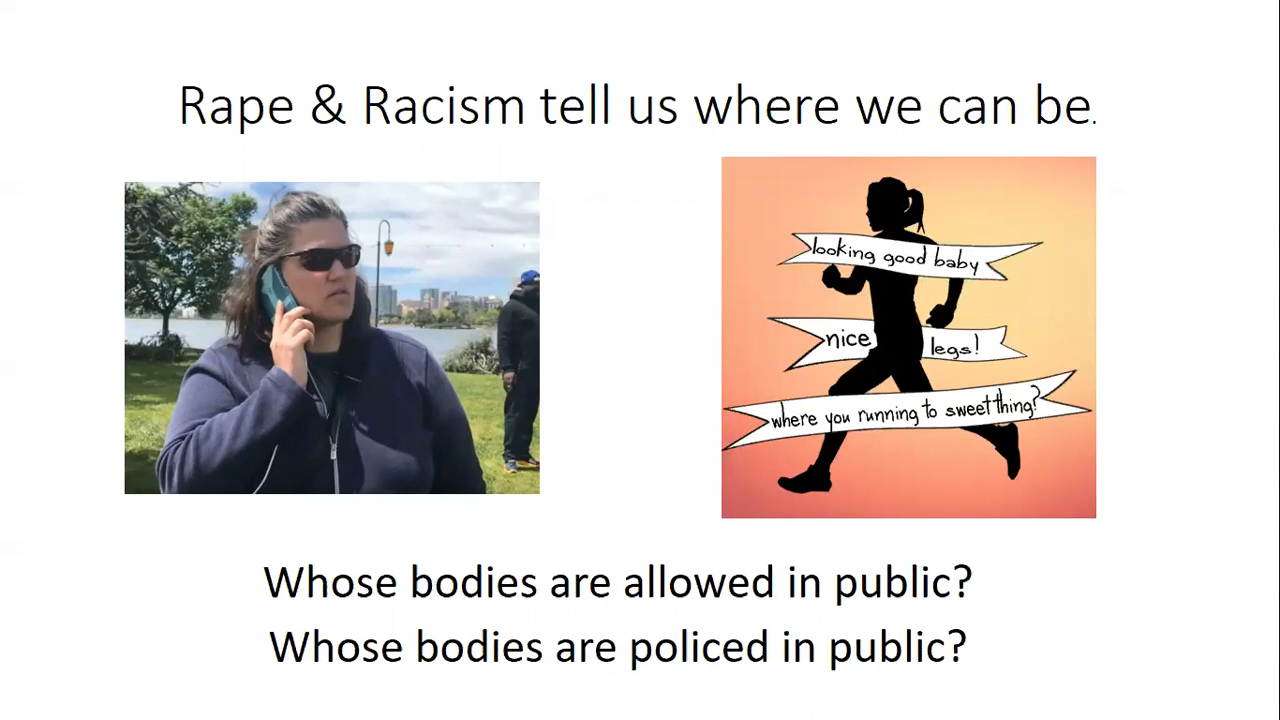 Rape & Racism tell us where we can be.
looking good baby
nice legs!
where you running to sweet thing?
Whose bodies are allowed in public?
Whose bodies are policed in public?